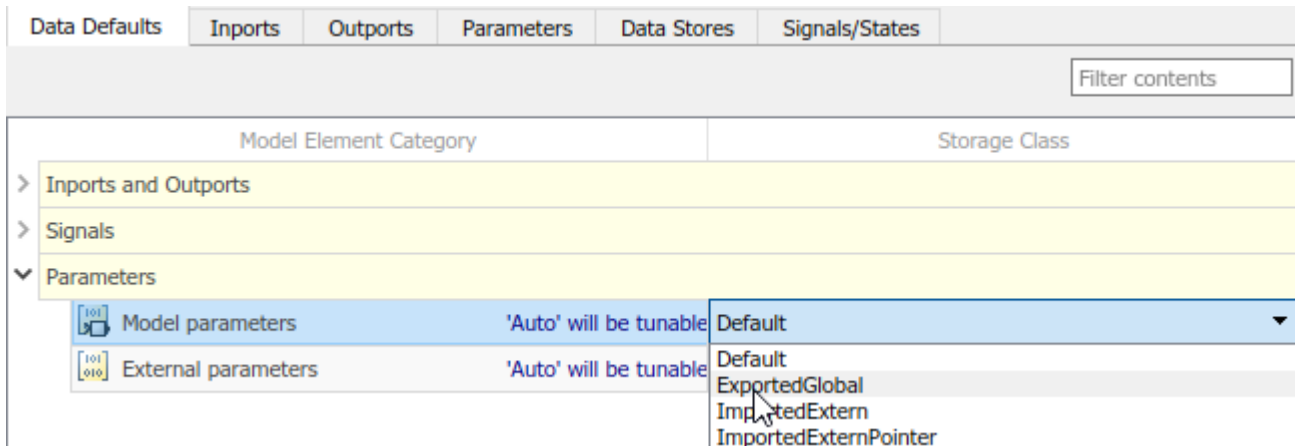 Data Defaults Inports Outports Parameters Data Stores Signals/States
Filter contents
Model Element Category Storage Class
Inports and Outports
Signals
Parameters
Model parameters 'Auto' will be tunable Default
Default
External parameters 'Auto' will be tunable
ExportedGlobal
ImportedExtern
ImportedExternPointer